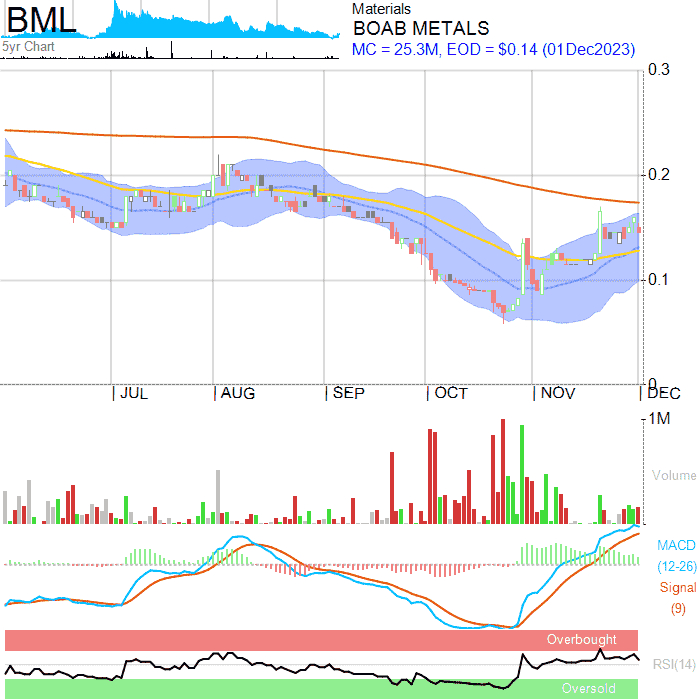 BML
5yr Chart
Materials
BOAB METALS
MC = 25.3M, EOD = $0.14 (01Dec2023)
0.3
0.2
0.1
0
JUL
AUG
SEP
OCT
NOV
DEC
1M
Volume
MACD
(12-26)
Signal
(9)
Overbought
RSI(14)
Oversold